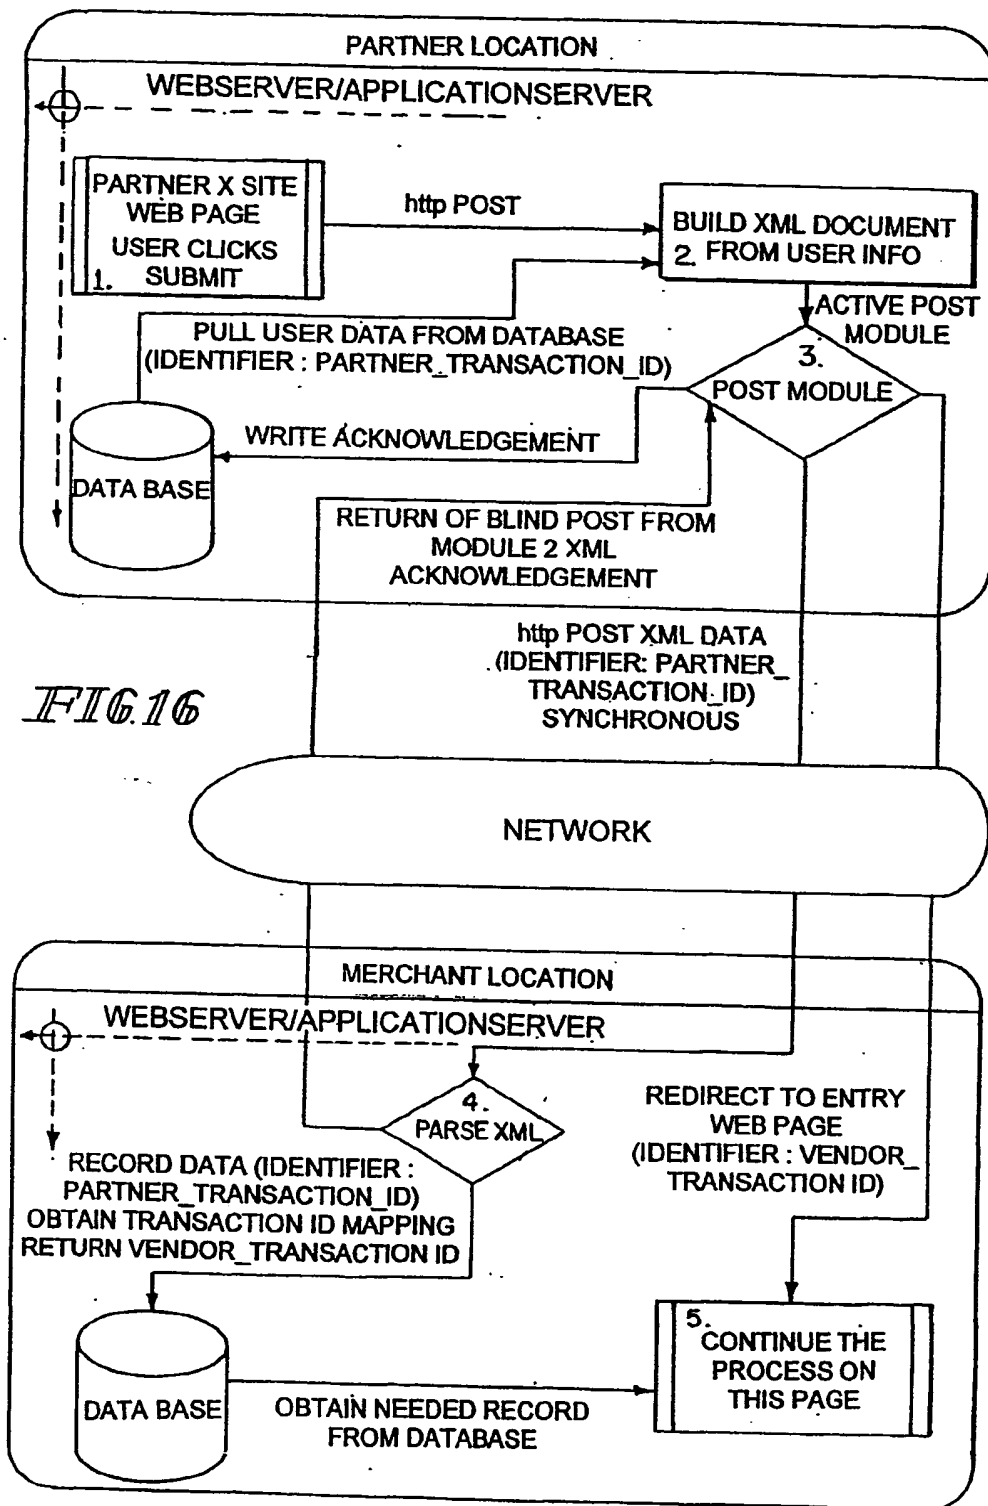 PARTNER LOCATION
WEBSERVER/APPLICATIONSERVER
PARTNER X SITE
WEB PAGE
USER CLICKS
1. SUBMIT
http POST
BUILD XML DOCUMENT
2. FROM USER INFO
ACTIVE POST
MODULE
PULL USER DATA FROM DATABASE
(IDENTIFIER : PARTNER_TRANSACTION_ID)
3.
POST MODULE
WRITE ACKNOWLEDGEMENT
DATA BASE
RETURN OF BLIND POST FROM
MODULE 2 XML
ACKNOWLEDGEMENT
http POST XML DATA
(IDENTIFIER: PARTNER_
TRANSACTION_ID)
SYNCHRONOUS
FIG.16
NETWORK
MERCHANT LOCATION
WEBSERVER/APPLICATIONSERVER
4.
PARSE XML
REDIRECT TO ENTRY
WEB PAGE
(IDENTIFIER : VENDOR_
TRANSACTION ID)
RECORD DATA (IDENTIFIER :
PARTNER_TRANSACTION_ID)
OBTAIN TRANSACTION ID MAPPING
RETURN VENDOR_TRANSACTION ID
5.
CONTINUE THE
PROCESS ON
THIS PAGE
DATA BASE
OBTAIN NEEDED RECORD
FROM DATABASE